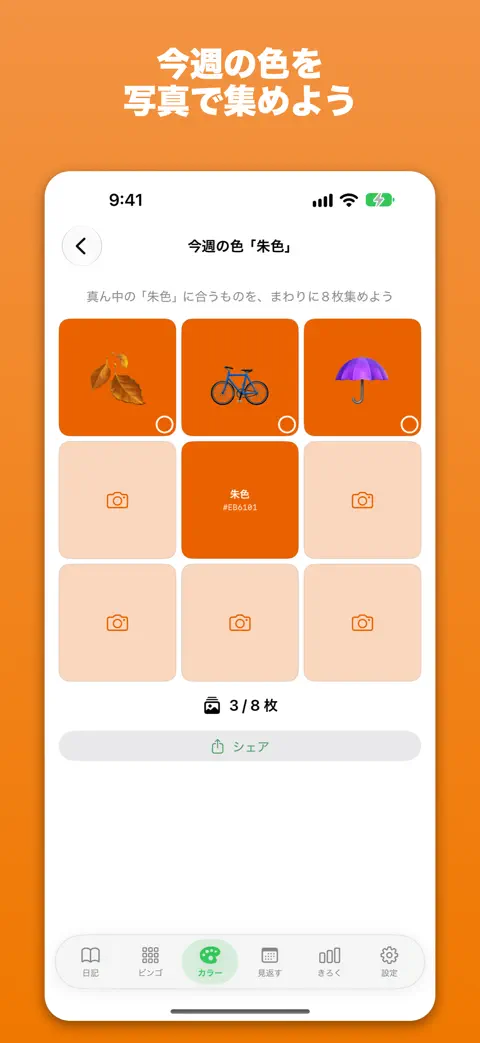 今週の色を
写真で集めよう
9:41
今週の色「朱色」
真ん中の「朱色」に合うものを、まわりに８枚集めよう
朱色
#EB6101
3 / 8 枚
シェア
日記
ビンゴ
カラー
見返す
きろく
設定